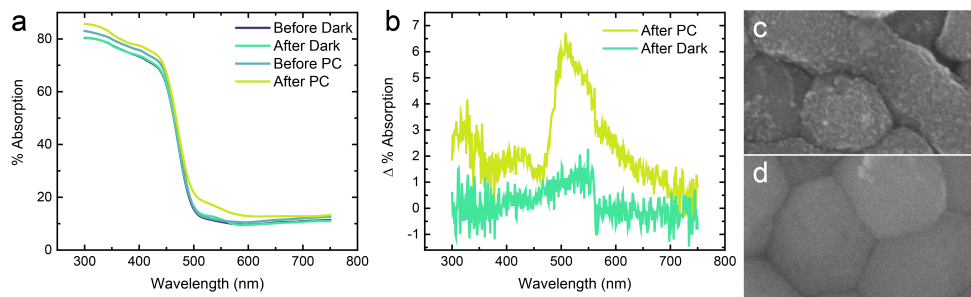 a
Before Dark
After Dark
Before PC
After PC
80
60
40
20
0
% Absorption
300 400 500 600 700 800
Wavelength (nm)
b
After PC
After Dark
7
6
5
4
3
2
1
0
-1
Δ % Absorption
300 400 500 600 700 800
Wavelength (nm)
c
d